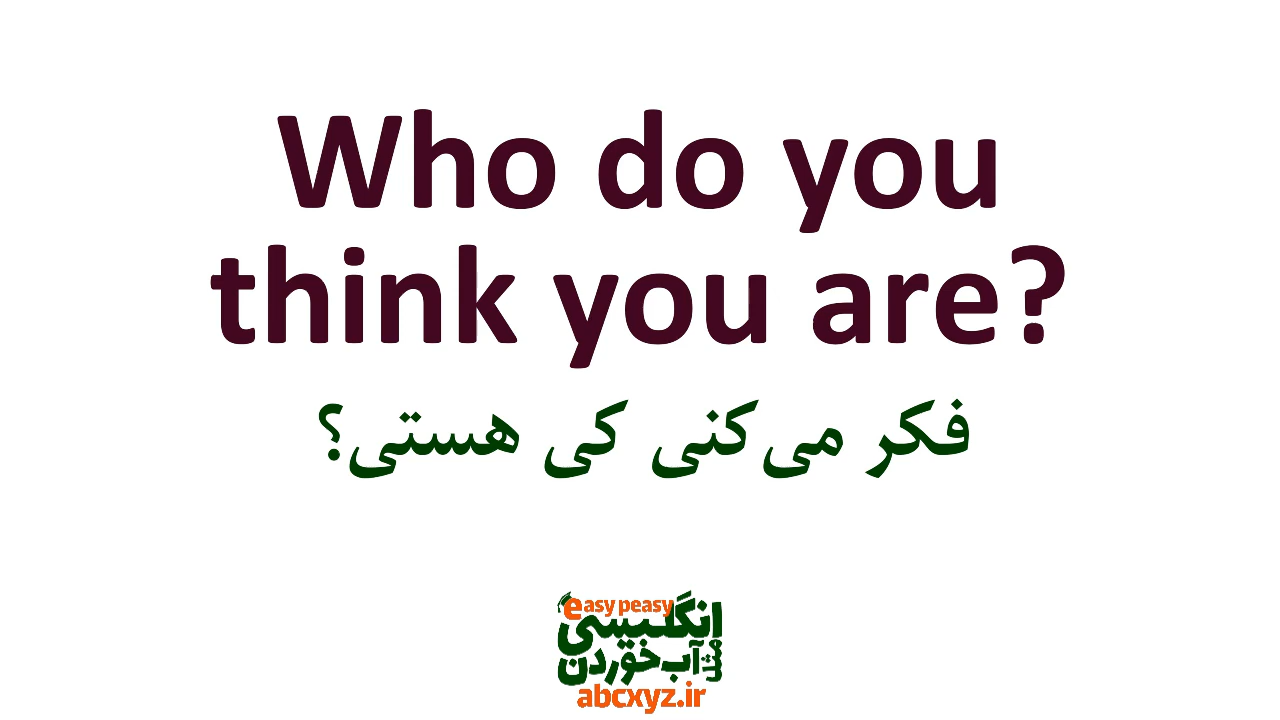 Who do you
think you are?
فکر می‌کنی کی هستی؟
easy peasy
انگلیسی
مثل آب خوردن
abcxyz.ir